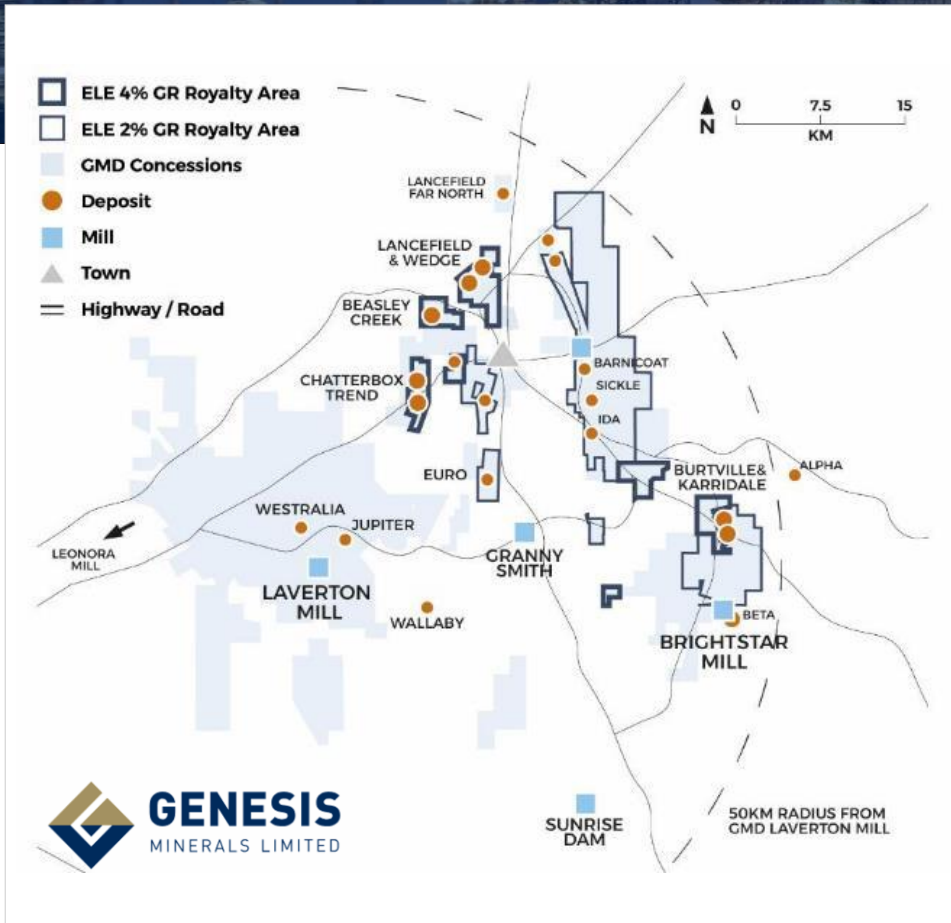 ELE 4% GR Royalty Area
ELE 2% GR Royalty Area
GMD Concessions
Deposit
Mill
Town
Highway / Road
N
0 7.5 15
KM
LANCEFIELD
FAR NORTH
LANCEFIELD
& WEDGE
BEASLEY
CREEK
CHATTERBOX
TREND
BARNICOAT
SICKLE
IDA
EURO
BURTVILLE&
KARRIDALE
ALPHA
WESTRALIA
JUPITER
LEONORA
MILL
LAVERTON
MILL
GRANNY
SMITH
WALLABY
BETA
BRIGHTSTAR
MILL
SUNRISE
DAM
50KM RADIUS FROM
GMD LAVERTON MILL
GENESIS
MINERALS LIMITED